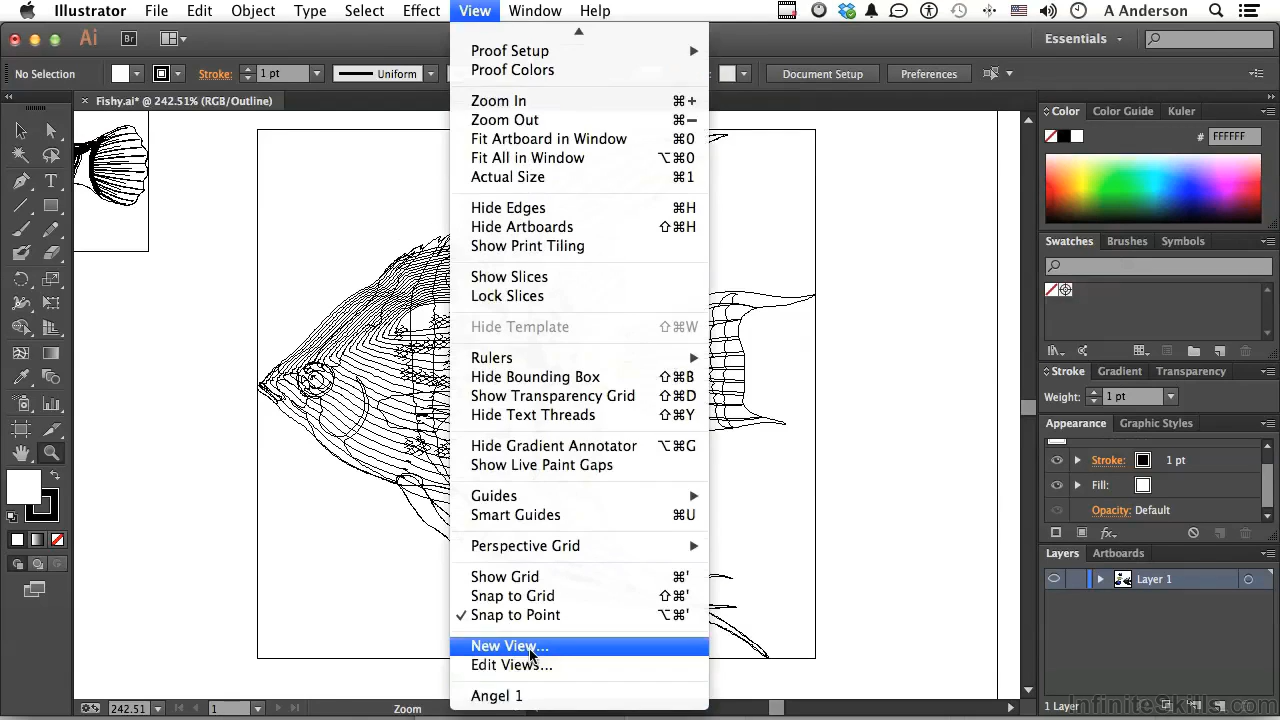 Illustrator File Edit Object Type Select Effect View Window Help A Anderson
Ai Br Essentials
No Selection Stroke: 1 pt Uniform Document Setup Preferences
Fishy.ai* @ 242.51% (RGB/Outline)
Proof Setup
Proof Colors
Zoom In ⌘+
Zoom Out ⌘−
Fit Artboard in Window ⌘0
Fit All in Window ⌥⌘0
Actual Size ⌘1
Hide Edges ⌘H
Hide Artboards ⇧⌘H
Show Print Tiling
Show Slices
Lock Slices
Hide Template ⇧⌘W
Rulers
Hide Bounding Box ⇧⌘B
Show Transparency Grid ⇧⌘D
Hide Text Threads ⇧⌘Y
Hide Gradient Annotator ⌥⌘G
Show Live Paint Gaps
Guides
Smart Guides ⌘U
Perspective Grid
Show Grid ⌘'
Snap to Grid ⇧⌘'
✓ Snap to Point ⌥⌘'
New View...
Edit Views...
Angel 1
Color Color Guide Kuler
# FFFFFF
Swatches Brushes Symbols
Stroke Gradient Transparency
Weight: 1 pt
Appearance Graphic Styles
Stroke: 1 pt
Fill:
Opacity: Default
Layers Artboards
Layer 1
242.51 1 Zoom
1 Layer
InfiniteSkills.com